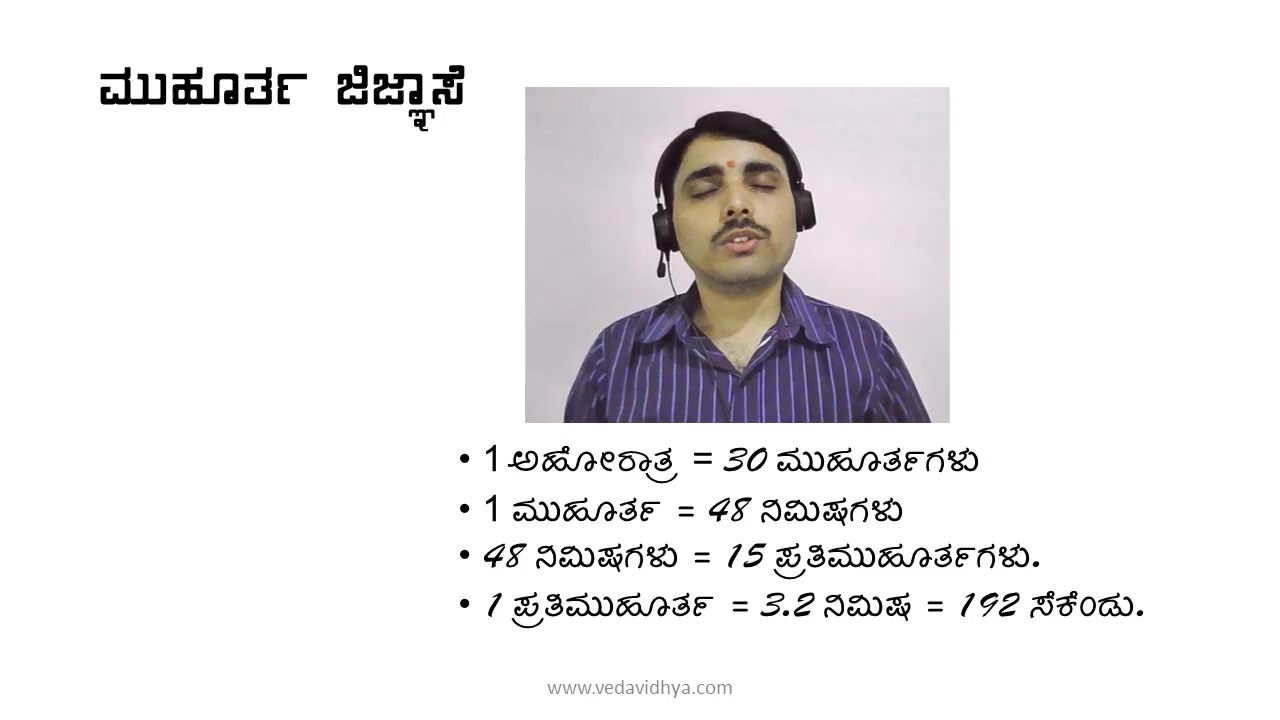 ಮುಹೂರ್ತ ಜಿಜ್ಞಾಸೆ
• 1 ಅಹೋರಾತ್ರ = 30 ಮುಹೂರ್ತಗಳು
• 1 ಮುಹೂರ್ತ = 48 ನಿಮಿಷಗಳು
• 48 ನಿಮಿಷಗಳು = 15 ಪ್ರತಿಮುಹೂರ್ತಗಳು.
• 1 ಪ್ರತಿಮುಹೂರ್ತ = 3.2 ನಿಮಿಷ = 192 ಸೆಕೆಂಡು.
www.vedavidhya.com